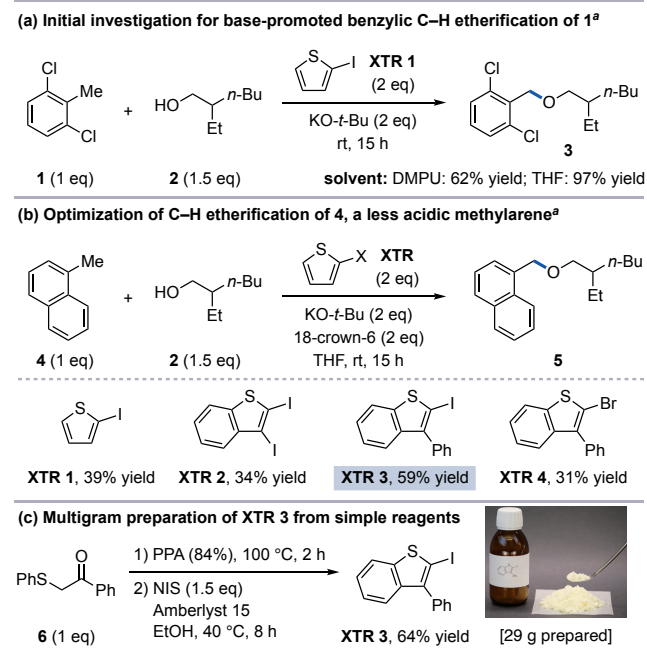 (a) Initial investigation for base-promoted benzylic C–H etherification of 1ᵃ
Cl
Me
Cl
1 (1 eq)
+
HO
n-Bu
Et
2 (1.5 eq)
S
I
XTR 1
(2 eq)
KO-t-Bu (2 eq)
rt, 15 h
Cl
O
n-Bu
Et
Cl
3
solvent: DMPU: 62% yield; THF: 97% yield
(b) Optimization of C–H etherification of 4, a less acidic methylareneᵃ
Me
4 (1 eq)
+
HO
n-Bu
Et
2 (1.5 eq)
S
X
XTR
(2 eq)
KO-t-Bu (2 eq)
18-crown-6 (2 eq)
THF, rt, 15 h
O
n-Bu
Et
5
S
I
XTR 1, 39% yield
S
I
I
XTR 2, 34% yield
S
I
Ph
XTR 3, 59% yield
S
Br
Ph
XTR 4, 31% yield
(c) Multigram preparation of XTR 3 from simple reagents
PhS
O
Ph
6 (1 eq)
1) PPA (84%), 100 °C, 2 h
2) NIS (1.5 eq)
Amberlyst 15
EtOH, 40 °C, 8 h
S
I
Ph
XTR 3, 64% yield
[29 g prepared]